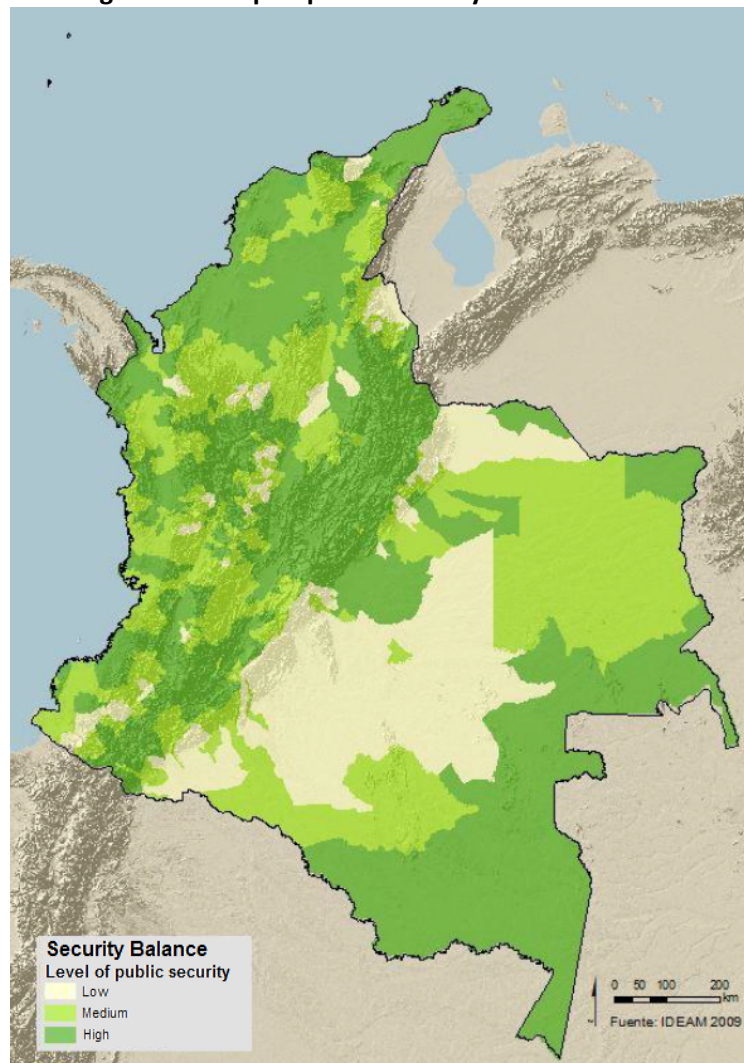 Security Balance
Level of public security
Low
Medium
High
0 50 100 200
km
Fuente: IDEAM 2009